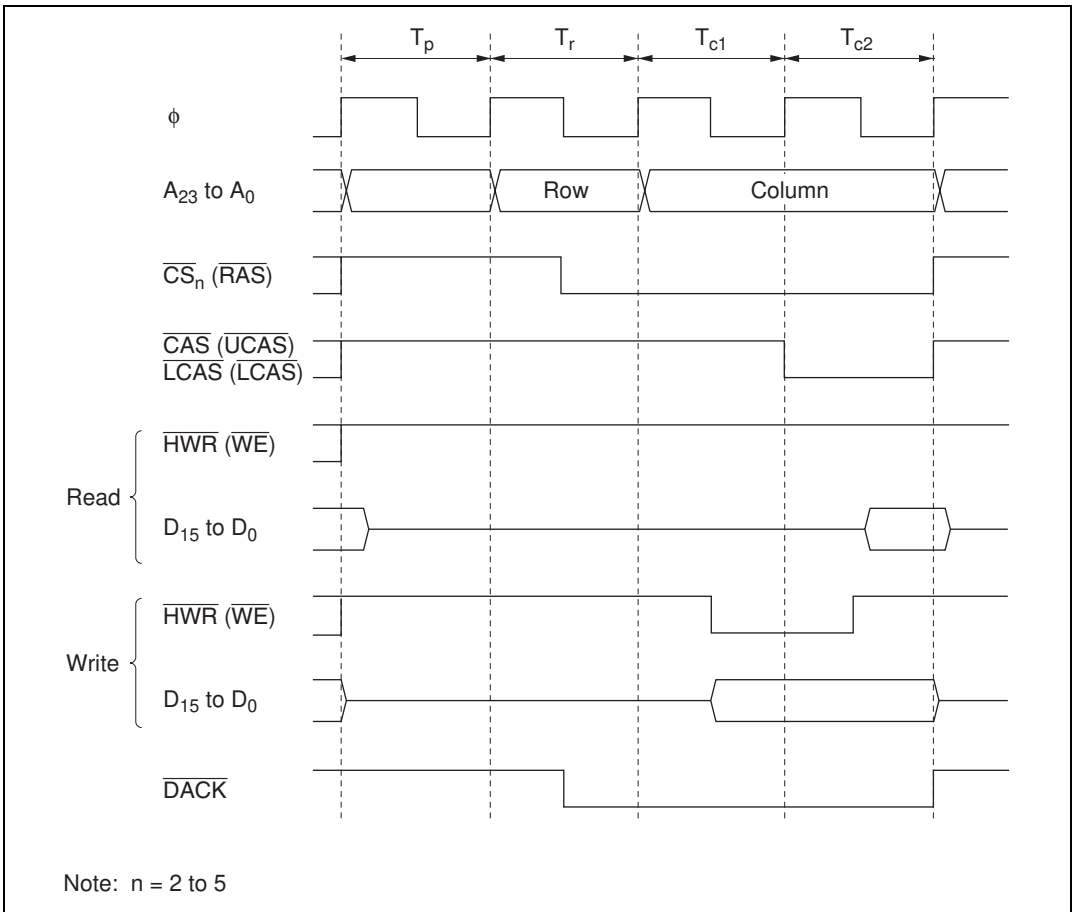 Tp Tr Tc1 Tc2
ϕ
A23 to A0 Row Column
CSn (RAS)
CAS (UCAS)
LCAS (LCAS)
HWR (WE)
Read
D15 to D0
HWR (WE)
Write
D15 to D0
DACK
Note: n = 2 to 5